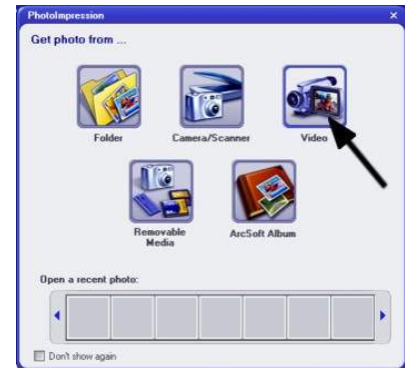 PhotoImpression
Get photo from ...
Folder
Camera/Scanner
Video
Removable
Media
ArcSoft Album
Open a recent photo:
Don't show again